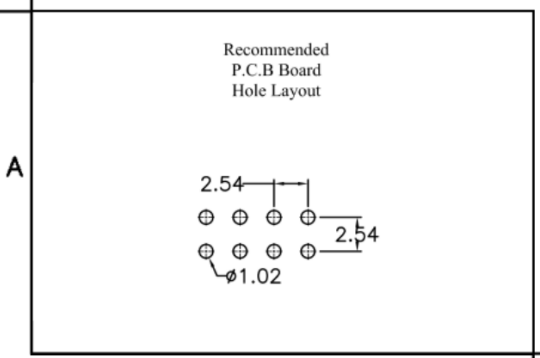 Recommended
P.C.B Board
Hole Layout
A
2.54
2.54
ø1.02